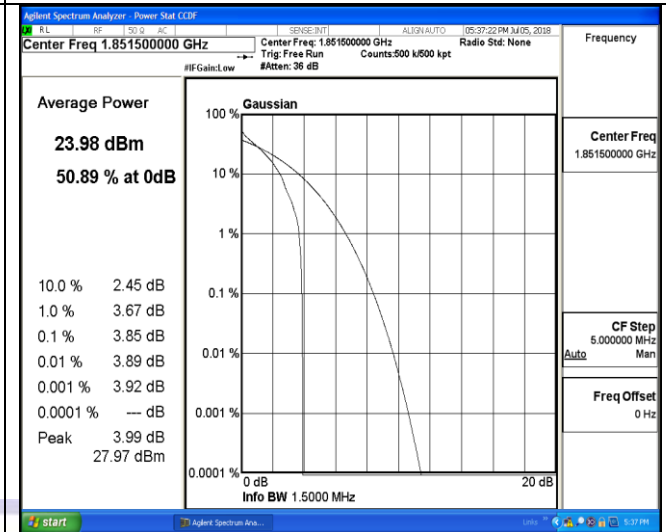 Agilent Spectrum Analyzer - Power Stat CCDF
RL RF 50 Ω AC SENSE:INT ALIGN AUTO 05:37:22 PM Jul 05, 2018
Center Freq 1.851500000 GHz
Center Freq: 1.851500000 GHz
Radio Std: None
Trig: Free Run Counts:500 k/500 kpt
#IFGain:Low #Atten: 36 dB
Frequency
Average Power
23.98 dBm
50.89 % at 0dB
10.0 % 2.45 dB
1.0 % 3.67 dB
0.1 % 3.85 dB
0.01 % 3.89 dB
0.001 % 3.92 dB
0.0001 % --- dB
Peak 3.99 dB
27.97 dBm
Gaussian
100 %
10 %
1 %
0.1 %
0.01 %
0.001 %
0.0001 %
0 dB 20 dB
Info BW 1.5000 MHz
Center Freq
1.851500000 GHz
CF Step
5.000000 MHz
Auto Man
Freq Offset
0 Hz
start Agilent Spectrum Ana... Links » 5:37 PM